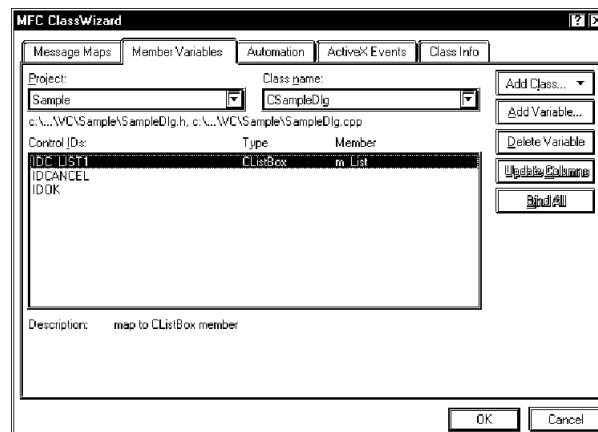 MFC ClassWizard
Message Maps Member Variables Automation ActiveX Events Class Info
Project: Class name:
Sample CSampleDlg
Add Class...
c:\...\VC\Sample\SampleDlg.h, c:\...\VC\Sample\SampleDlg.cpp
Add Variable...
Control IDs: Type Member
Delete Variable
IDC_LIST1 CListBox m_List
IDCANCEL
Update Columns
IDOK
Bind All
Description: map to CListBox member
OK Cancel